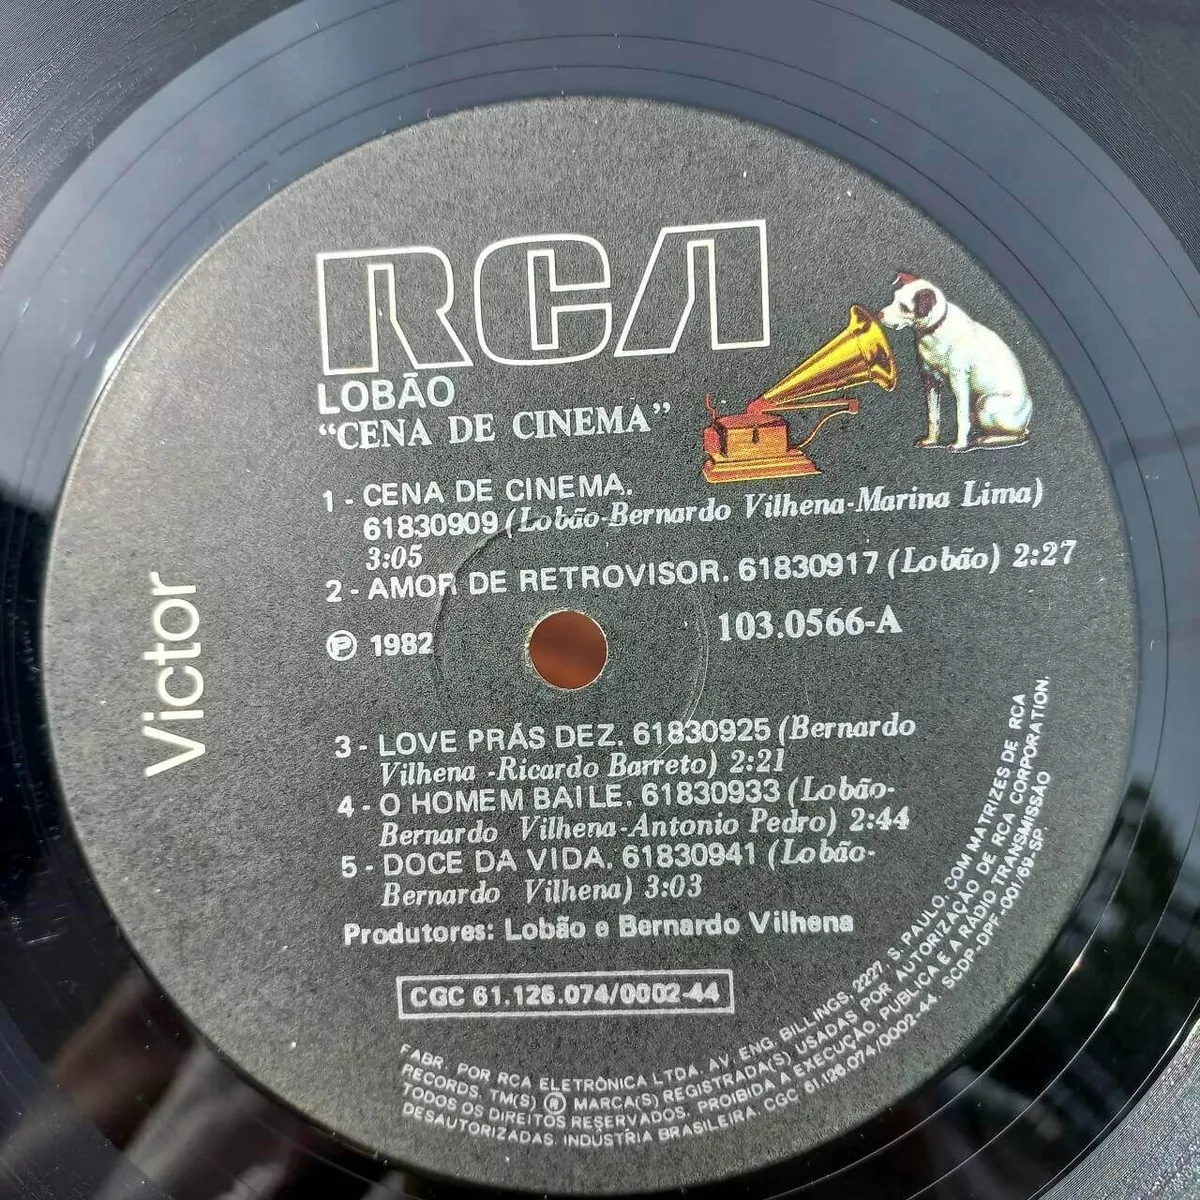 RCA
LOBÃO
“CENA DE CINEMA”
1 - CENA DE CINEMA.
61830909 (Lobão-Bernardo Vilhena-Marina Lima)
3:05
2 - AMOR DE RETROVISOR. 61830917 (Lobão) 2:27
℗ 1982
103.0566-A
Victor
3 - LOVE PRÁS DEZ. 61830925 (Bernardo
Vilhena -Ricardo Barreto) 2:21
4 - O HOMEM BAILE. 61830933 (Lobão-
Bernardo Vilhena-Antonio Pedro) 2:44
5 - DOCE DA VIDA. 61830941 (Lobão-
Bernardo Vilhena) 3:03
Produtores: Lobão e Bernardo Vilhena
CGC 61.126.074/0002-44
FABR. POR RCA ELETRÔNICA LTDA. AV. ENG. BILLINGS, 2227, S. PAULO, COM MATRIZES DE RCA
RECORDS. TM(S) ® MARCA(S) REGISTRADA(S) USADAS POR AUTORIZAÇÃO DE RCA CORPORATION.
TODOS OS DIREITOS RESERVADOS. PROIBIDA A EXECUÇÃO, PÚBLICA E A RÁDIO TRANSMISSÃO
DESAUTORIZADAS. INDÚSTRIA BRASILEIRA. CGC 61.126.074/0002-44. SCDP-DPF-001/69-SP.